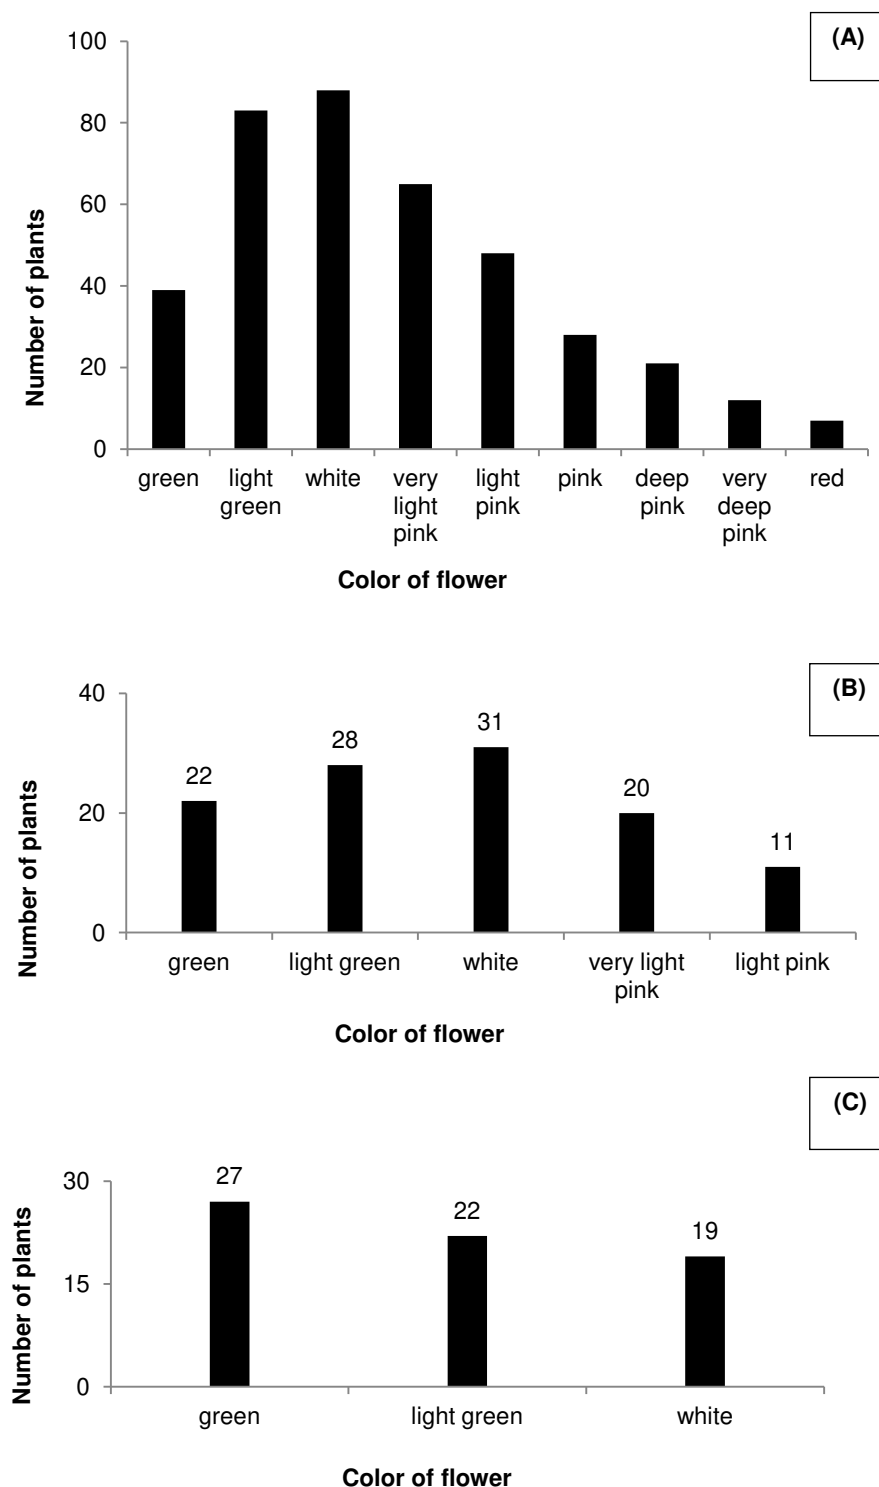 (A)
100
80
60
40
20
0
Number of plants
green light green white very light pink light pink pink deep pink very deep pink red
Color of flower
(B)
40
20
0
Number of plants
22 28 31 20 11
green light green white very light pink light pink
Color of flower
(C)
30
15
0
Number of plants
27 22 19
green light green white
Color of flower